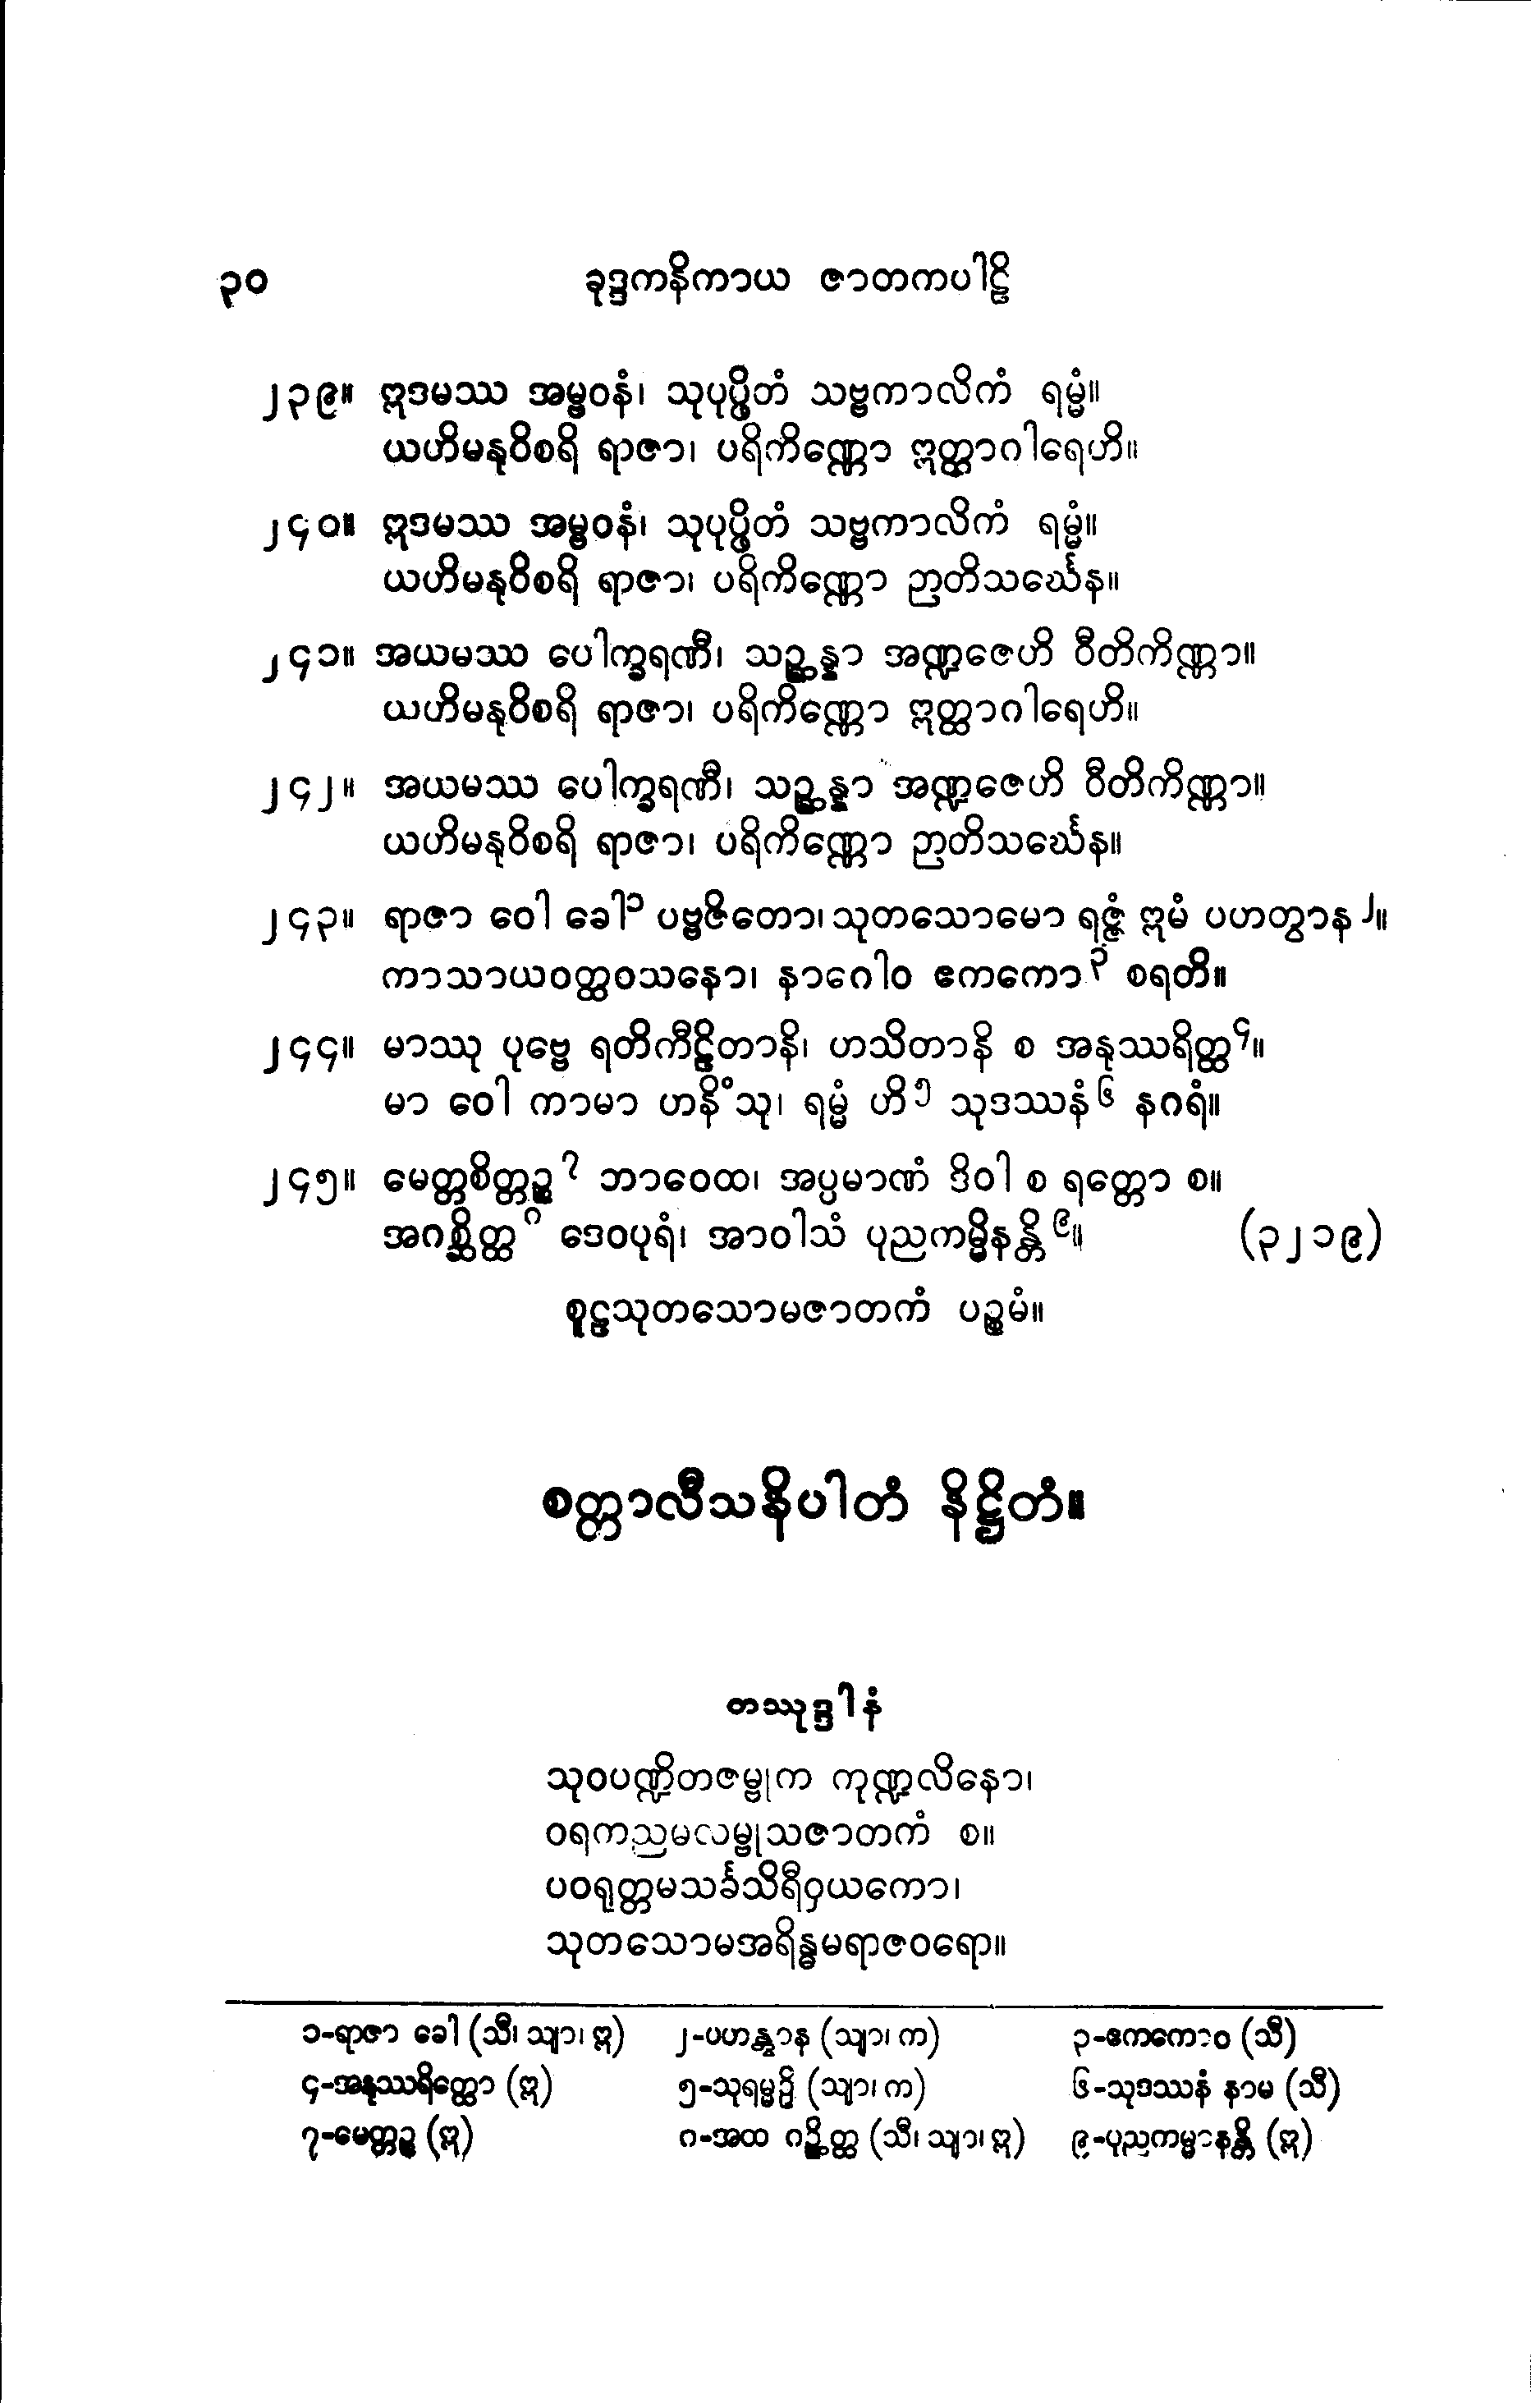 ၃၀ ခုဒ္ဒကနိကာယ ဇာတကပါဠိ
၂၃၉။ ဣဒမဿ အမ္ဗဝနံ၊ သုပုပ္ဖိတံ သဗ္ဗကာလိကံ ရမ္မံ။
ယဟိမနုဝိစရိ ရာဇာ၊ ပရိကိဏ္ဏော ဣတ္ထာဂါရေဟိ။
၂၄၀။ ဣဒမဿ အမ္ဗဝနံ၊ သုပုပ္ဖိတံ သဗ္ဗကာလိကံ ရမ္မံ။
ယဟိမနုဝိစရိ ရာဇာ၊ ပရိကိဏ္ဏော ဉာတိသင်္ဃေန။
၂၄၁။ အယမဿ ပေါက္ခရဏီ၊ သဉ္ဆန္နာ အဏ္ဍဇေဟိ ဝီတိကိဏ္ဏာ။
ယဟိမနုဝိစရိ ရာဇာ၊ ပရိကိဏ္ဏော ဣတ္ထာဂါရေဟိ။
၂၄၂။ အယမဿ ပေါက္ခရဏီ၊ သဉ္ဆန္နာ အဏ္ဍဇေဟိ ဝီတိကိဏ္ဏာ။
ယဟိမနုဝိစရိ ရာဇာ၊ ပရိကိဏ္ဏော ဉာတိသင်္ဃေန။
၂၄၃။ ရာဇာ ဝေါ ခေါ၁ ပဗ္ဗဇိတော၊ သုတသောမော ရဇ္ဇံ ဣမံ ပဟတွာန၂။
ကာသာယဝတ္ထဝသနော၊ နာဂေါဝ ဧကကော၃ စရတိ။
၂၄၄။ မာဿု ပုဗ္ဗေ ရတိကီဠိတာနိ၊ ဟသိတာနိ စ အနုဿရိတ္ထ၄။
မာ ဝေါ ကာမာ ဟနိံသု၊ ရမ္မံ ဟိ၅ သုဒဿနံ၆ နဂရံ။
၂၄၅။ မေတ္တစိတ္တဉ္စ၇ ဘာဝေထ၊ အပ္ပမာဏံ ဒိဝါ စ ရတ္တော စ။
အဂစ္ဆိတ္ထ၈ ဒေဝပုရံ၊ အာဝါသံ ပုညကမ္မိနန္တိ၉။ (၃၂၁၉)
စူဠသုတသောမဇာတကံ ပဉ္စမံ။
စတ္တာလီသနိပါတံ နိဋ္ဌိတံ။
တဿုဒ္ဒါနံ
သုဝပဏ္ဍိတဇမ္ဗုက ကုဏ္ဍလိနော၊
ဝရကညမလမ္ဗုသဇာတကံ စ။
ပဝရုတ္တမသင်္ခသိရီဝှယကော၊
သုတသောမအရိန္ဓမရာဇဝရော။
၁-ရာဇာ ခေါ (သီ၊ သျာ၊ ဣ) ၂-ပဟန္တွာန (သျာ၊ က) ၃-ဧကကောဝ (သီ)
၄-အနုဿရိတ္ထော (ဣ) ၅-သုရမ္မဉှိ (သျာ၊ က) ၆-သုဒဿနံ နာမ (သီ)
၇-မေတ္တဉ္စ (ဣ) ၈-အထ ဂဉ္ဆိတ္ထ (သီ၊ သျာ၊ ဣ) ၉-ပုညကမ္မာနန္တိ (ဣ)